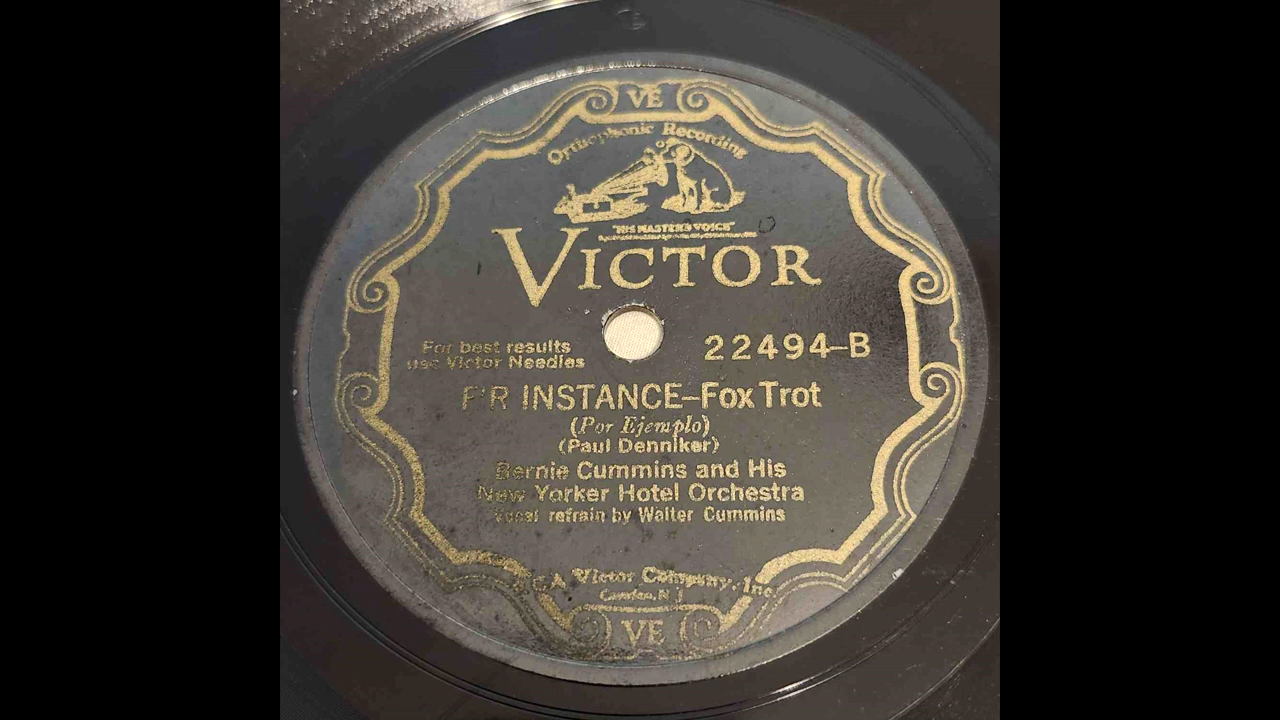 VE
Orthophonic Recording
"HIS MASTER'S VOICE"
VICTOR
For best results
use Victor Needles
22494-B
F'R INSTANCE-Fox Trot
(Por Ejemplo)
(Paul Denniker)
Bernie Cummins and His
New Yorker Hotel Orchestra
Vocal refrain by Walter Cummins
Victor Company, Inc.
Camden, N.J.
VE